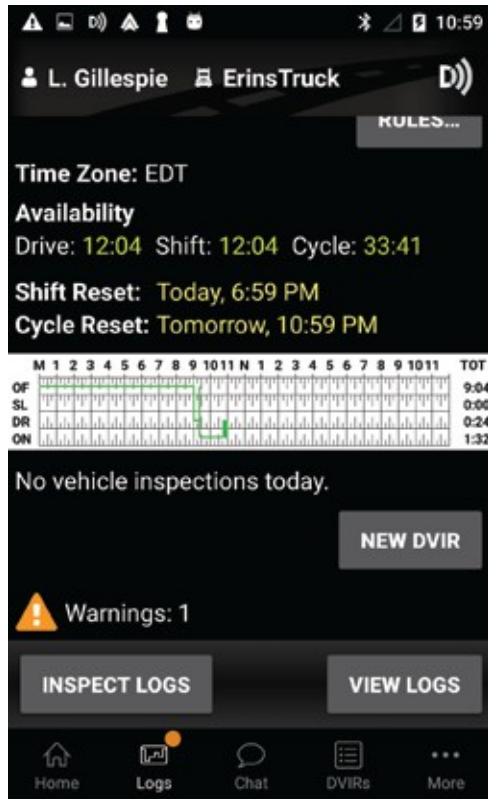 10:59
L. Gillespie ErinsTruck D))
RULES...
Time Zone: EDT
Availability
Drive: 12:04 Shift: 12:04 Cycle: 33:41
Shift Reset: Today, 6:59 PM
Cycle Reset: Tomorrow, 10:59 PM
M 1 2 3 4 5 6 7 8 9 10 11 N 1 2 3 4 5 6 7 8 9 10 11 TOT
OF 9:04
SL 0:00
DR 0:24
ON 1:32
No vehicle inspections today.
NEW DVIR
Warnings: 1
INSPECT LOGS VIEW LOGS
Home Logs Chat DVIRs More